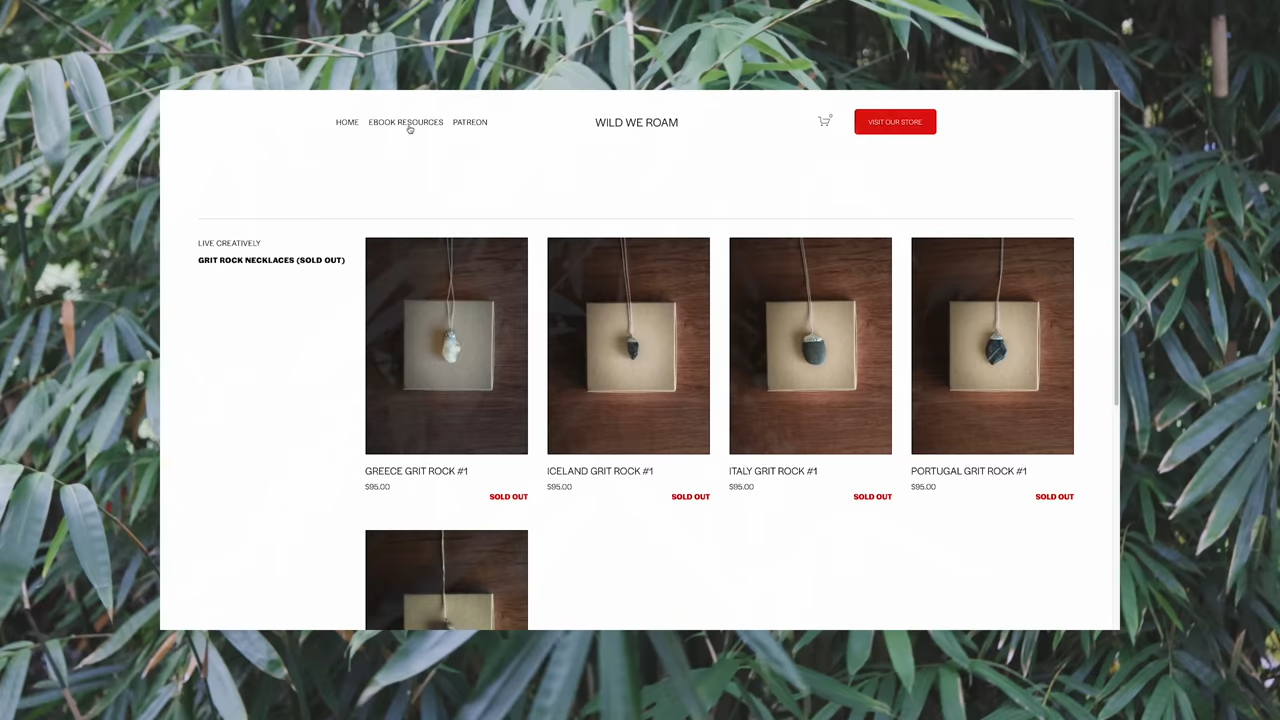 HOME EBOOK RESOURCES PATREON WILD WE ROAM 0 VISIT OUR STORE
LIVE CREATIVELY
GRIT ROCK NECKLACES (SOLD OUT)
GREECE GRIT ROCK #1
$95.00
SOLD OUT
ICELAND GRIT ROCK #1
$95.00
SOLD OUT
ITALY GRIT ROCK #1
$95.00
SOLD OUT
PORTUGAL GRIT ROCK #1
$95.00
SOLD OUT